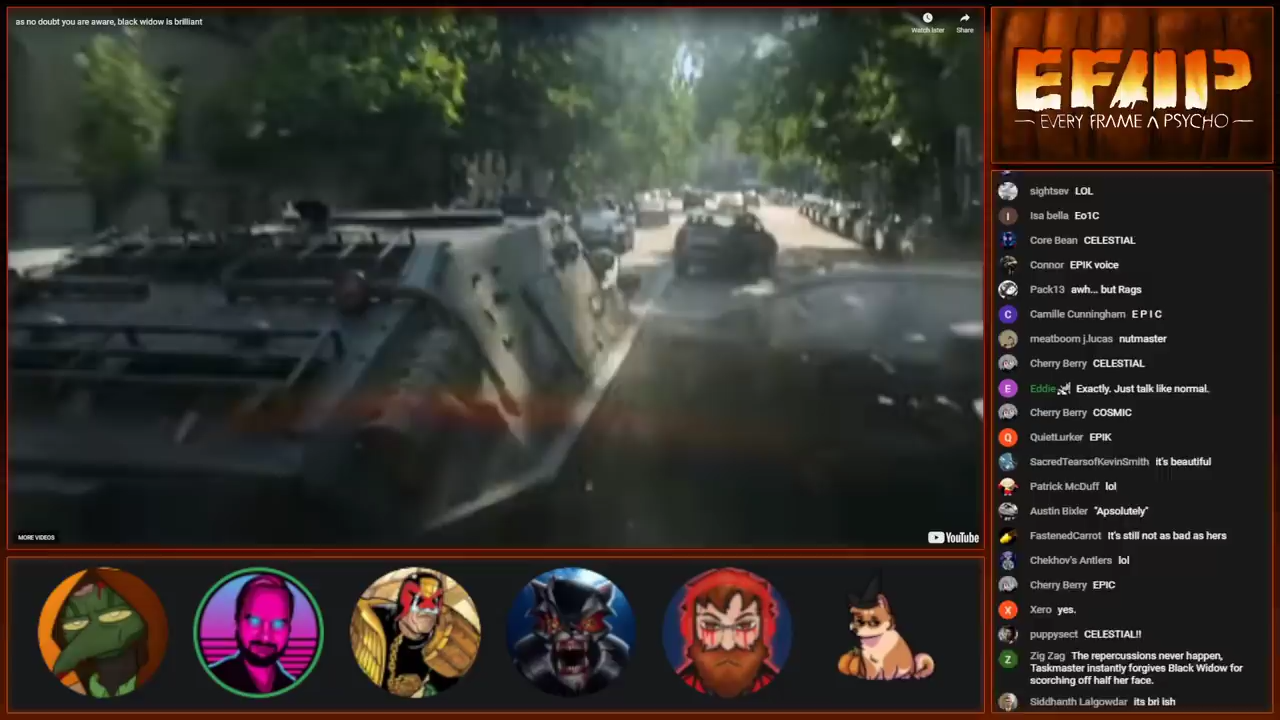 as no doubt you are aware, black widow is brilliant
Watch later
Share
MORE VIDEOS
YouTube
EFAP
EVERY FRAME A PSYCHO
sightsev LOL
I
Isa bella Eo1C
Core Bean CELESTIAL
Connor EPIK voice
Pack13 awh... but Rags
C
Camille Cunningham E P I C
meatboom j.lucas nutmaster
Cherry Berry CELESTIAL
E
Eddie Exactly. Just talk like normal.
Cherry Berry COSMIC
Q
QuietLurker EPIK
SacredTearsofKevinSmith it's beautiful
Patrick McDuff lol
Austin Bixler "Apsolutely"
FastenedCarrot It's still not as bad as hers
Chekhov's Antlers lol
Cherry Berry EPIC
X
Xero yes.
puppysect CELESTIAL!!
Z
Zig Zag The repercussions never happen,
Taskmaster instantly forgives Black Widow for
scorching off half her face.
Siddhanth Lalgowdar its bri ish